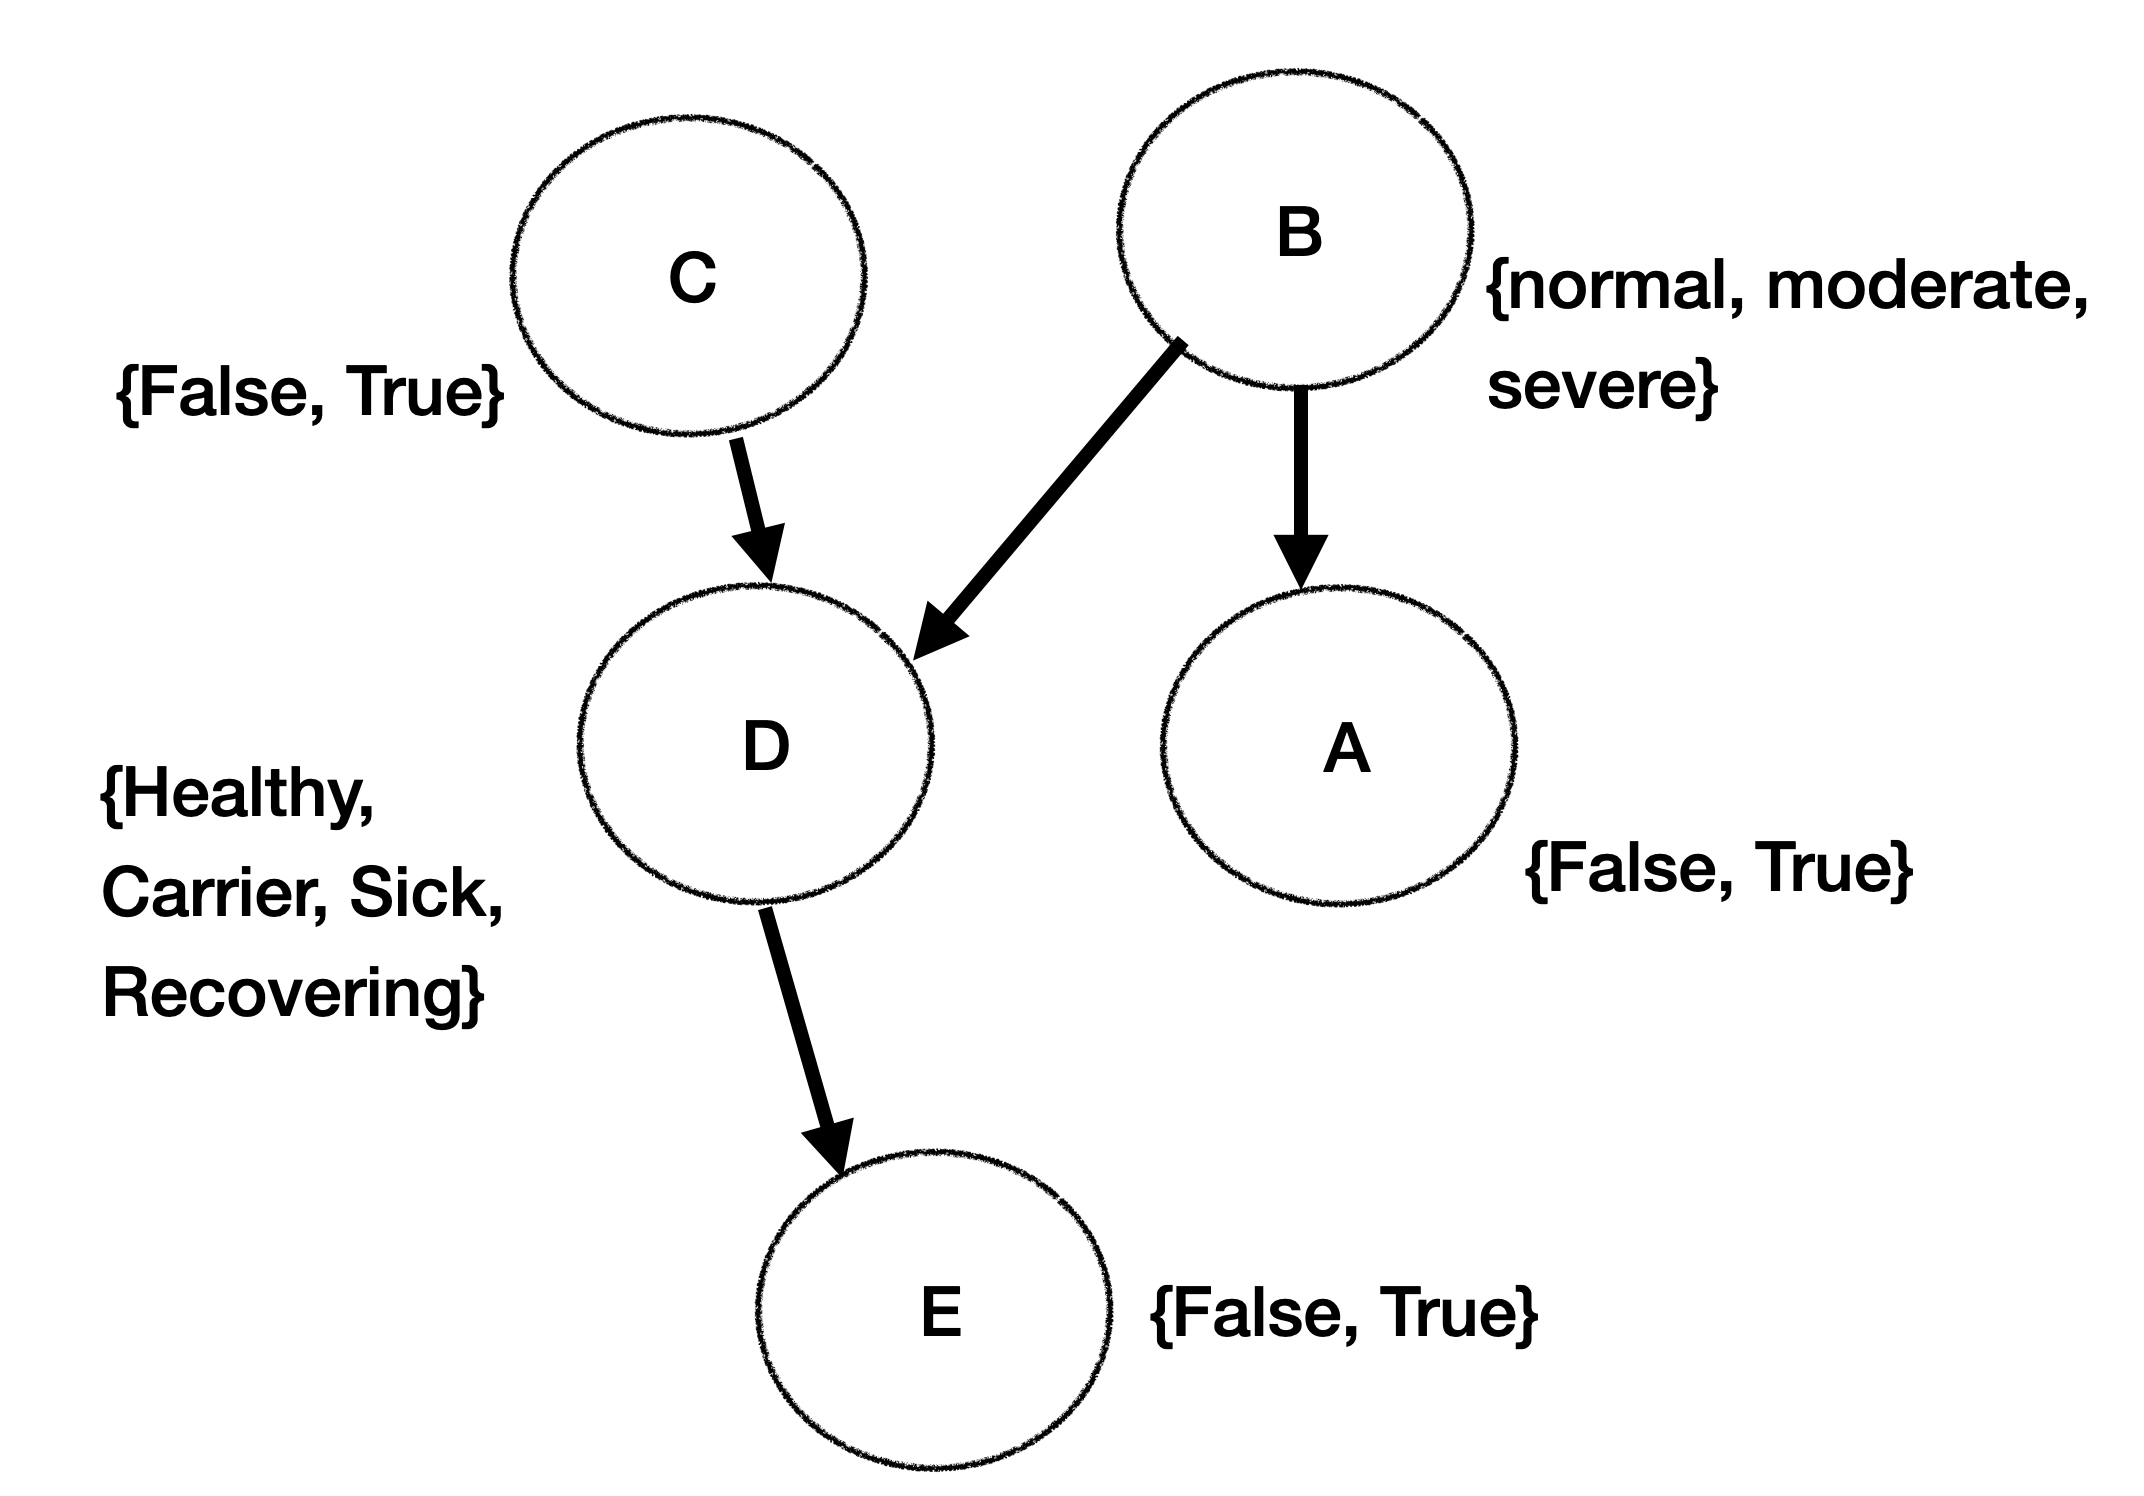 B
C
{normal, moderate,
severe}
{False, True}
D
A
{Healthy,
Carrier, Sick,
Recovering}
{False, True}
E
{False, True}